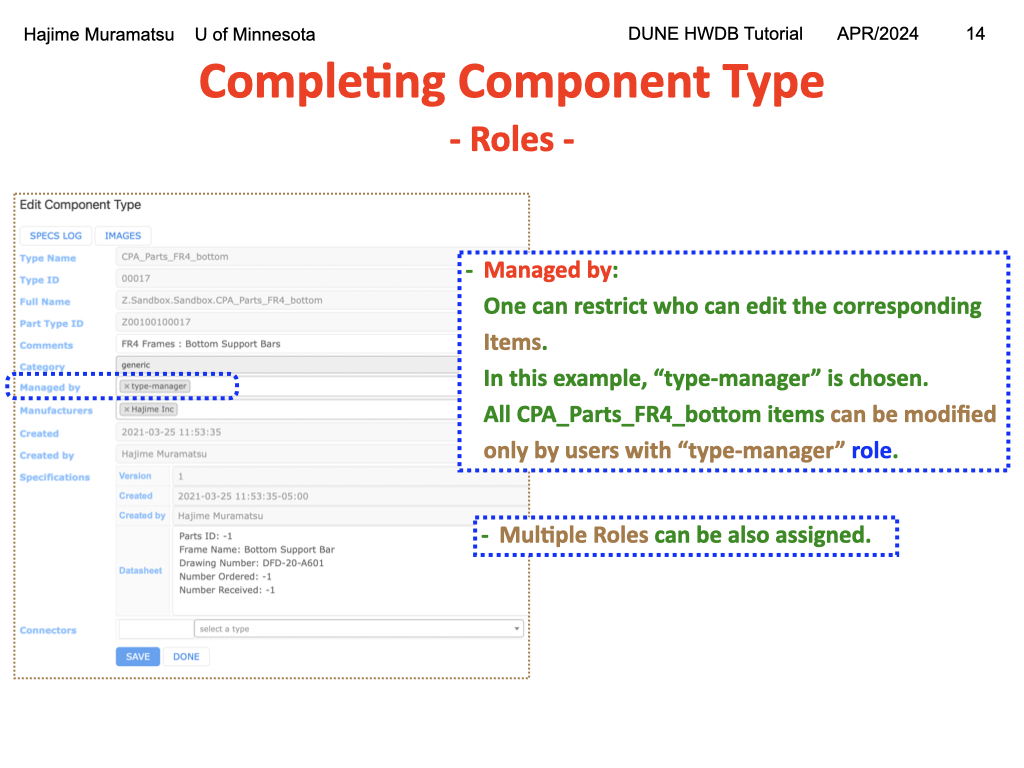 Hajime Muramatsu U of Minnesota DUNE HWDB Tutorial APR/2024 14
Completing Component Type
- Roles -
Edit Component Type
SPECS LOG IMAGES
Type Name CPA_Parts_FR4_bottom
Type ID 00017
Full Name Z.Sandbox.Sandbox.CPA_Parts_FR4_bottom
Part Type ID Z00100100017
Comments FR4 Frames : Bottom Support Bars
Category generic
Managed by ×type-manager
Manufacturers ×Hajime Inc
Created 2021-03-25 11:53:35
Created by Hajime Muramatsu
Specifications Version 1
Created 2021-03-25 11:53:35-05:00
Created by Hajime Muramatsu
Datasheet
Parts ID: -1
Frame Name: Bottom Support Bar
Drawing Number: DFD-20-A601
Number Ordered: -1
Number Received: -1
Connectors select a type
SAVE DONE
- Managed by:
One can restrict who can edit the corresponding
Items.
In this example, “type-manager” is chosen.
All CPA_Parts_FR4_bottom items can be modified
only by users with “type-manager” role.
- Multiple Roles can be also assigned.